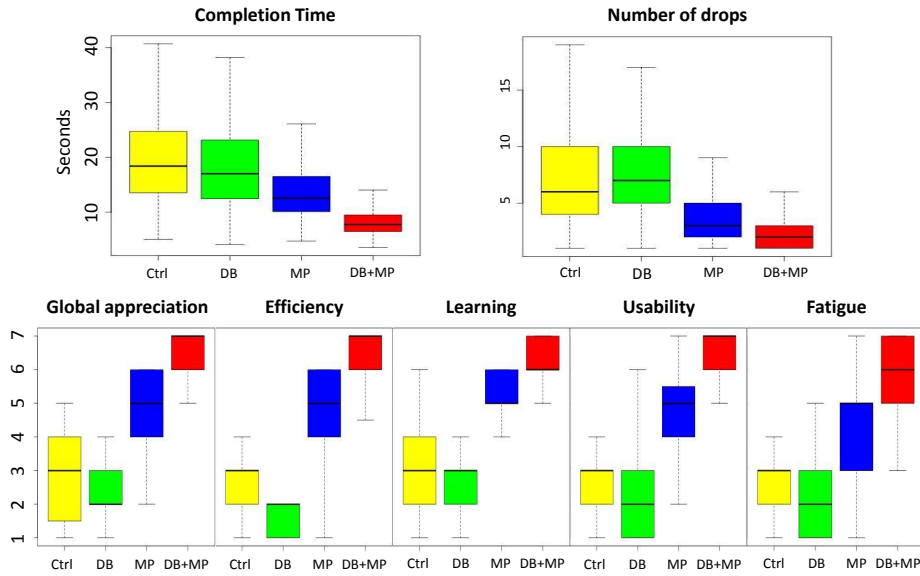 Completion Time
Number of drops
Seconds
40
30
20
10
15
10
5
Ctrl DB MP DB+MP
Ctrl DB MP DB+MP
Global appreciation Efficiency Learning Usability Fatigue
7
6
5
4
3
2
1
Ctrl DB MP DB+MP Ctrl DB MP DB+MP Ctrl DB MP DB+MP Ctrl DB MP DB+MP Ctrl DB MP DB+MP